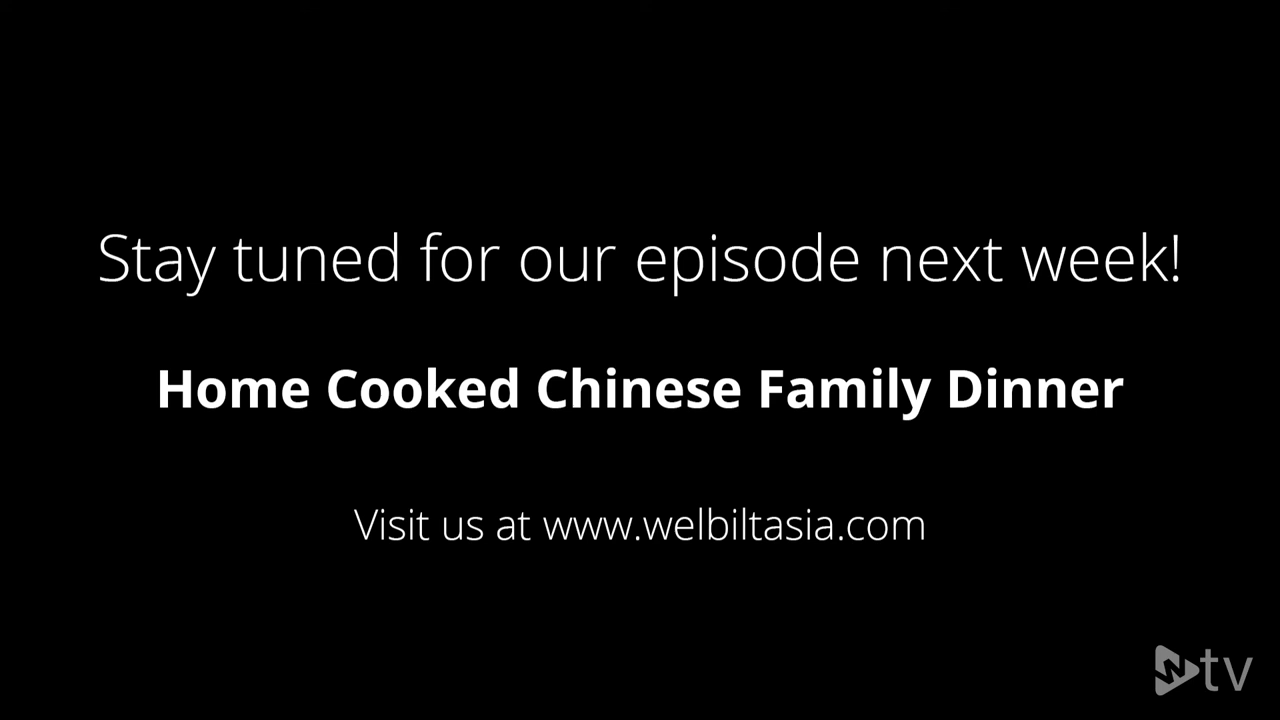 Stay tuned for our episode next week!
Home Cooked Chinese Family Dinner
Visit us at www.welbiltasia.com
tv